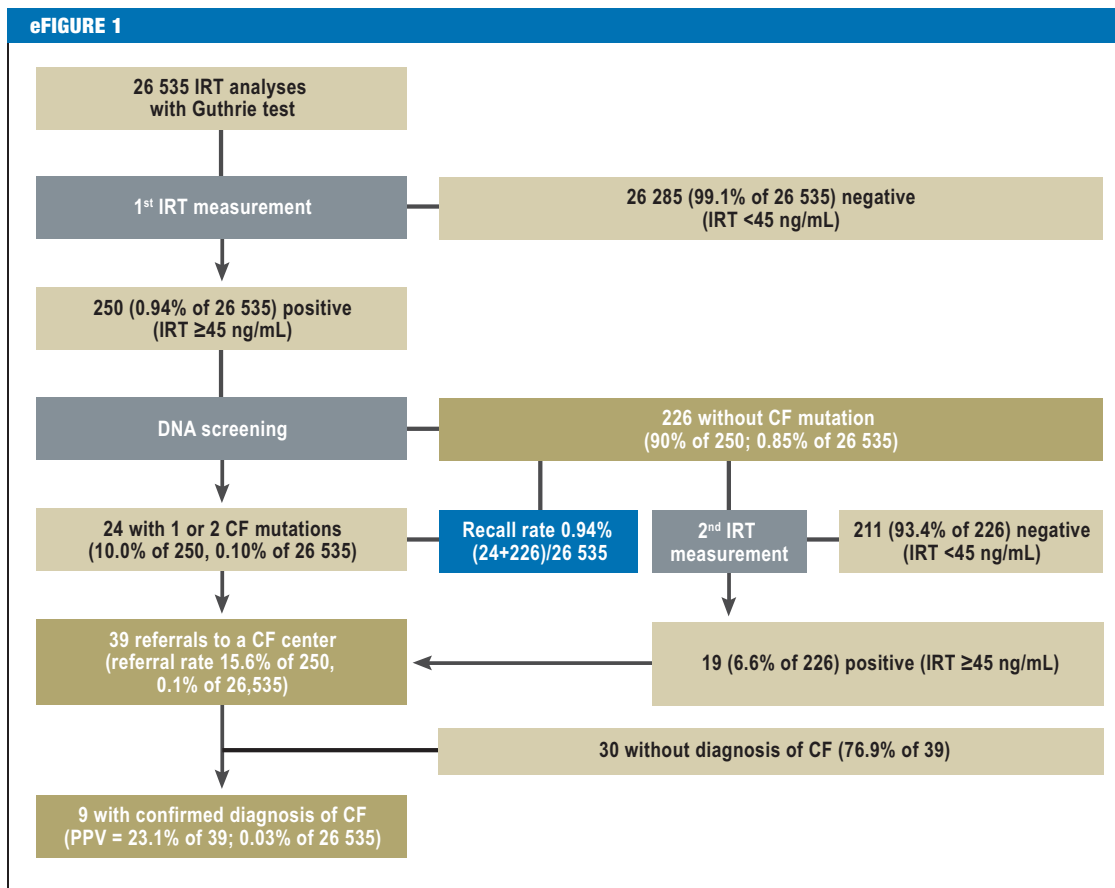 eFIGURE 1
26 535 IRT analyses
with Guthrie test
1st IRT measurement
26 285 (99.1% of 26 535) negative
(IRT <45 ng/mL)
250 (0.94% of 26 535) positive
(IRT ≥45 ng/mL)
DNA screening
226 without CF mutation
(90% of 250; 0.85% of 26 535)
24 with 1 or 2 CF mutations
(10.0% of 250, 0.10% of 26 535)
Recall rate 0.94%
(24+226)/26 535
2nd IRT
measurement
211 (93.4% of 226) negative
(IRT <45 ng/mL)
39 referrals to a CF center
(referral rate 15.6% of 250,
0.1% of 26,535)
19 (6.6% of 226) positive (IRT ≥45 ng/mL)
30 without diagnosis of CF (76.9% of 39)
9 with confirmed diagnosis of CF
(PPV = 23.1% of 39; 0.03% of 26 535)